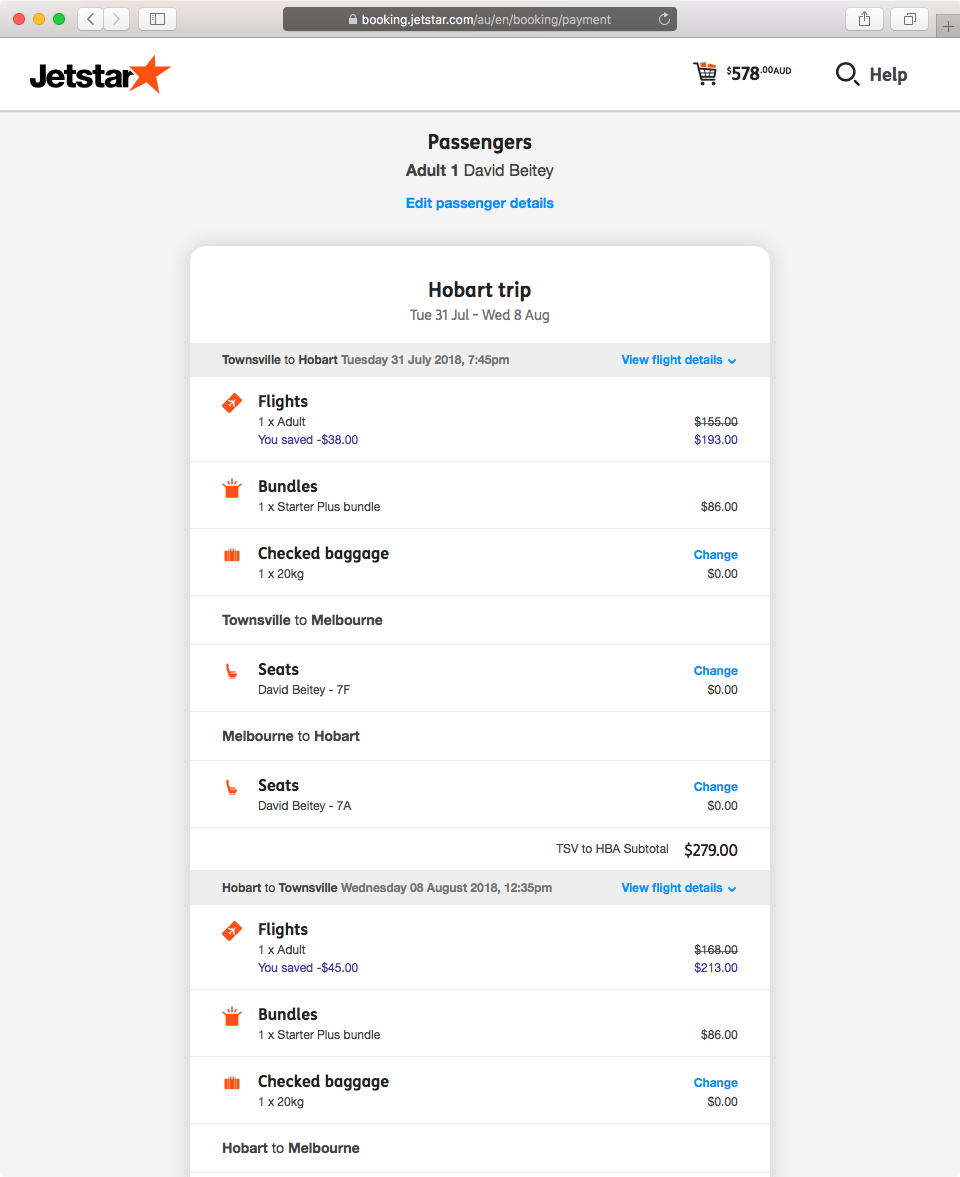 booking.jetstar.com/au/en/booking/payment
Jetstar
$578.00AUD
Help
Passengers
Adult 1 David Beitey
Edit passenger details
Hobart trip
Tue 31 Jul - Wed 8 Aug
Townsville to Hobart Tuesday 31 July 2018, 7:45pm View flight details
Flights
1 x Adult $155.00
You saved -$38.00 $193.00
Bundles
1 x Starter Plus bundle $86.00
Checked baggage Change
1 x 20kg $0.00
Townsville to Melbourne
Seats Change
David Beitey - 7F $0.00
Melbourne to Hobart
Seats Change
David Beitey - 7A $0.00
TSV to HBA Subtotal $279.00
Hobart to Townsville Wednesday 08 August 2018, 12:35pm View flight details
Flights
1 x Adult $168.00
You saved -$45.00 $213.00
Bundles
1 x Starter Plus bundle $86.00
Checked baggage Change
1 x 20kg $0.00
Hobart to Melbourne